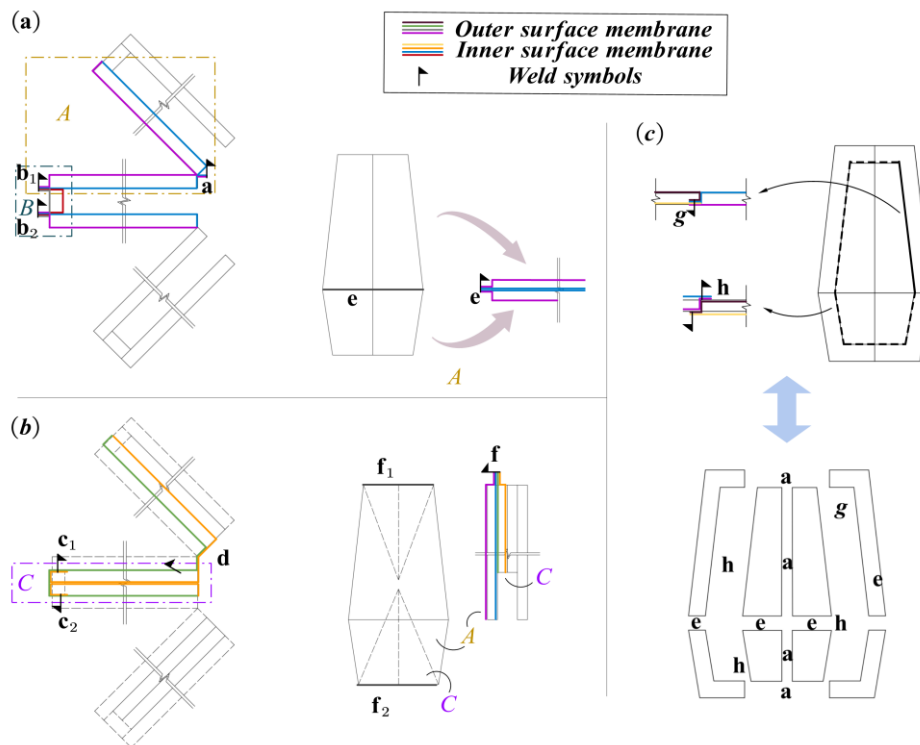 (a)
Outer surface membrane
Inner surface membrane
Weld symbols
A
b1
a
B
b2
e
e
A
(c)
g
h
(b)
c1
d
C
c2
f1
f
C
A
C
f2
a
g
h
a
e
e
e
e
h
h
a
a